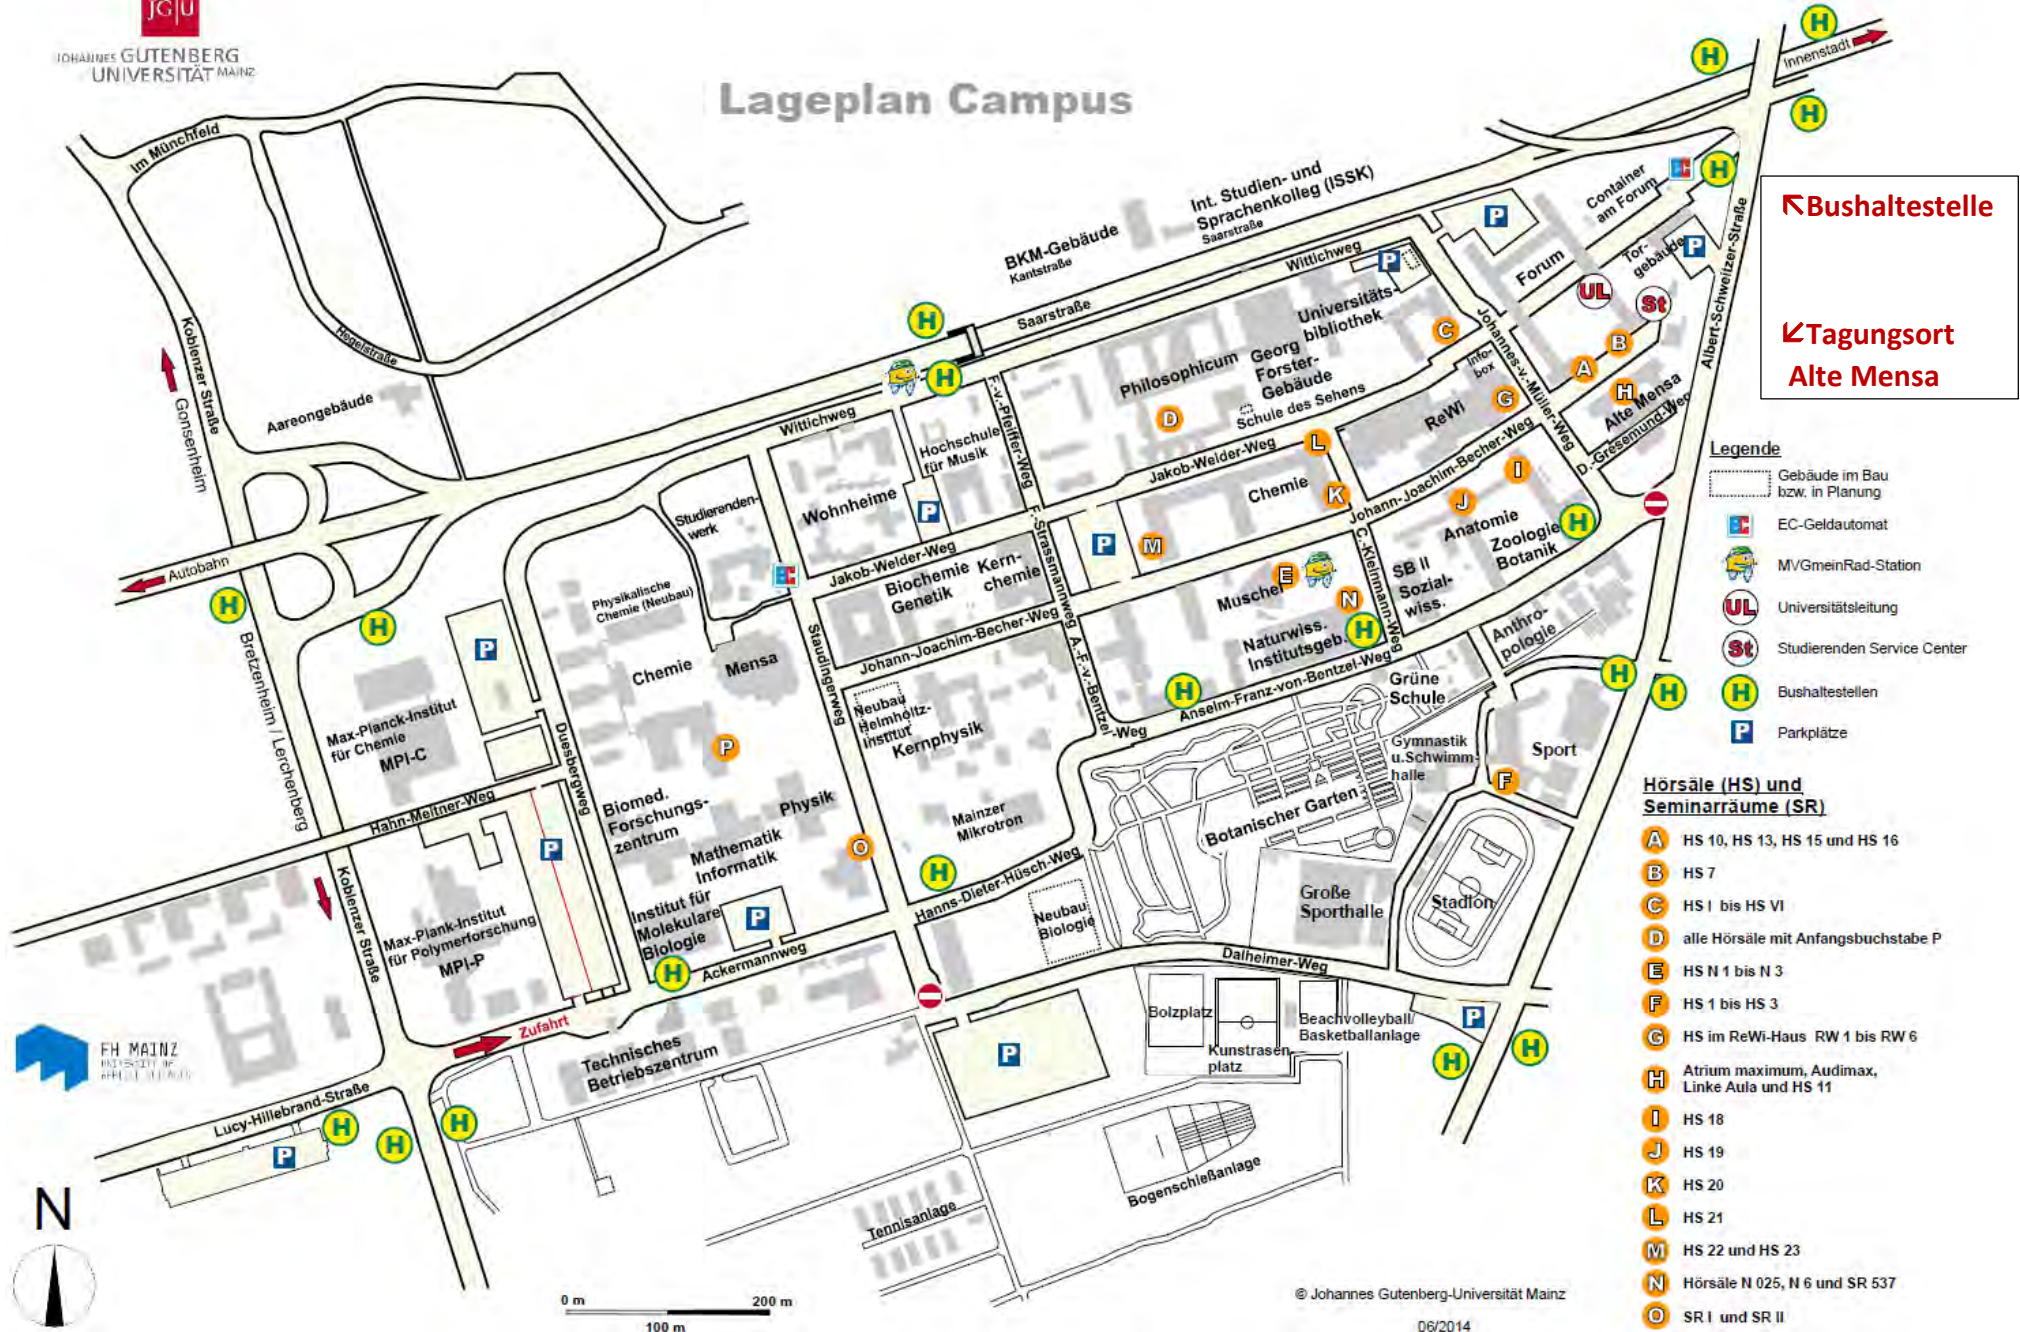 JG|U
JOHANNES GUTENBERG
UNIVERSITÄT MAINZ
Lageplan Campus
Innenstadt
Im Münchfeld
Koblenzer Straße
Gonsenheim
Hegelstraße
Aareongebäude
Autobahn
Bretzenheim / Lerchenberg
BKM-Gebäude
Kantstraße
Int. Studien- und
Sprachenkolleg (ISSK)
Saarstraße
Saarstraße
Wittichweg
Wittichweg
Container
am Forum
Forum
Tor-
gebäude
Albert-Schweitzer-Straße
Universitäts-
bibliothek
Georg
Forster-
Gebäude
Philosophicum
Schule des Sehens
Info-
box
ReWi
Johannes-v.-Müller-Weg
Alte Mensa
D.-Gresemund-Weg
F.-v.-Pfeiffer-Weg
Hochschule
für Musik
Wohnheime
Studierenden-
werk
Jakob-Welder-Weg
Jakob-Welder-Weg
Chemie
Johann-Joachim-Becher-Weg
Johann-Joachim-Becher-Weg
F.-Strassmannweg
Biochemie
Genetik
Kern-
chemie
Physikalische
Chemie (Neubau)
Chemie
Mensa
Staudingerweg
Neubau
Helmholtz-
Institut
Kernphysik
A.-F.-v.-Bentzel-
-Weg
Muschel
Naturwiss.
Institutsgeb.
C.-Kleinmann-Weg
SB II
Sozial-
wiss.
Anatomie
Zoologie
Botanik
Anthro-
pologie
Anselm-Franz-von-Bentzel-Weg
Grüne
Schule
Gymnastik
u.Schwimm-
halle
Sport
Botanischer Garten
Große
Sporthalle
Stadion
Max-Planck-Institut
für Chemie
MPI-C
Hahn-Meitner-Weg
Duesbergweg
Biomed.
Forschungs-
zentrum
Physik
Mathematik
Informatik
Institut für
Molekulare
Biologie
Mainzer
Mikrotron
Hanns-Dieter-Hüsch-Weg
Neubau
Biologie
Ackermannweg
Max-Plank-Institut
für Polymerforschung
MPI-P
Koblenzer Straße
Zufahrt
Technisches
Betriebszentrum
Dalheimer-Weg
Bolzplatz
Kunstrasen
platz
Beachvolleyball/
Basketballanlage
Bogenschießanlage
Tennisanlage
FH MAINZ
UNIVERSITY OF
APPLIED SCIENCES
Lucy-Hillebrand-Straße
N
0 m
200 m
100 m
© Johannes Gutenberg-Universität Mainz
06/2014
↖Bushaltestelle
↙Tagungsort
Alte Mensa
Legende
Gebäude im Bau
bzw. in Planung
EC-Geldautomat
MVGmeinRad-Station
UL Universitätsleitung
St Studierenden Service Center
H Bushaltestellen
P Parkplätze
Hörsäle (HS) und
Seminarräume (SR)
A HS 10, HS 13, HS 15 und HS 16
B HS 7
C HS I bis HS VI
D alle Hörsäle mit Anfangsbuchstabe P
E HS N 1 bis N 3
F HS 1 bis HS 3
G HS im ReWi-Haus RW 1 bis RW 6
H Atrium maximum, Audimax,
Linke Aula und HS 11
I HS 18
J HS 19
K HS 20
L HS 21
M HS 22 und HS 23
N Hörsäle N 025, N 6 und SR 537
O SR I und SR II